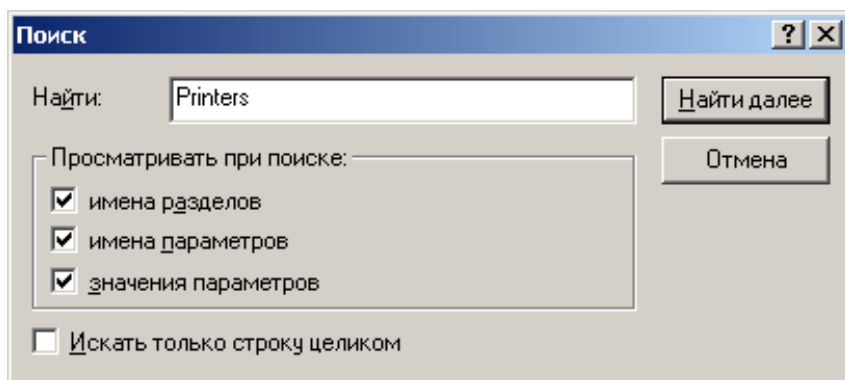 Поиск
Найти: Printers Найти далее
Просматривать при поиске: Отмена
имена разделов
имена параметров
значения параметров
Искать только строку целиком